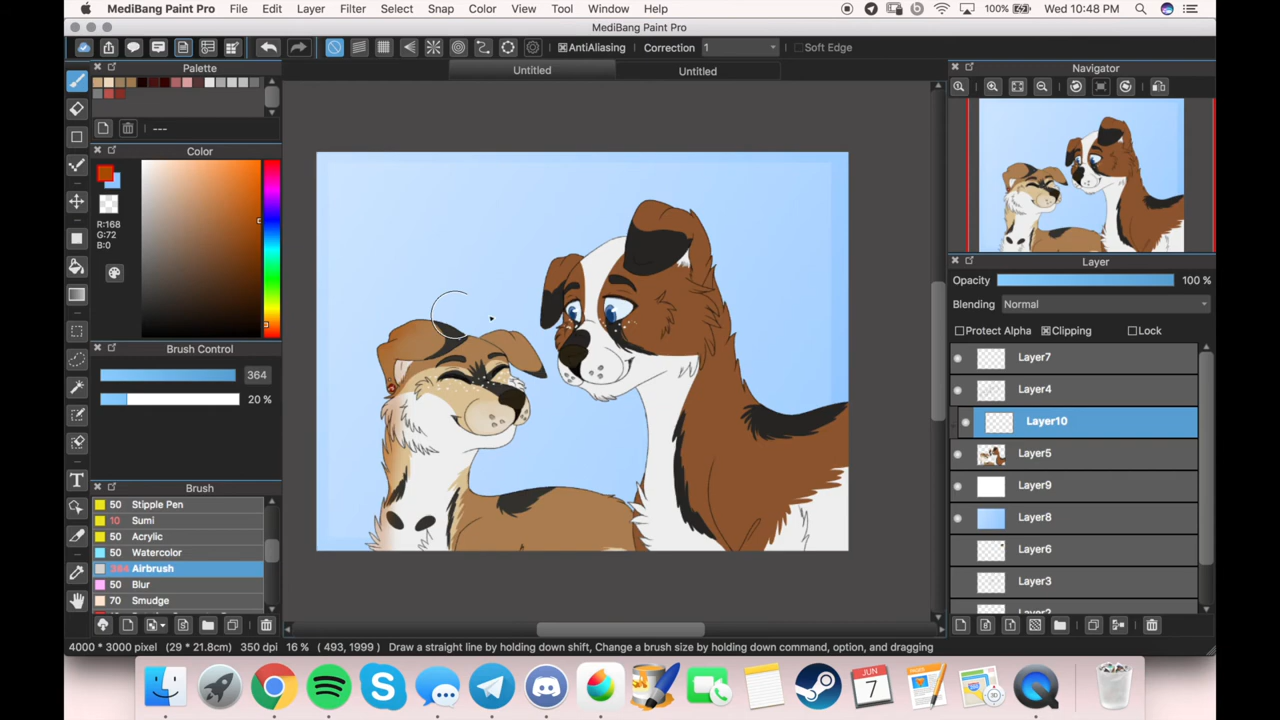 MediBang Paint Pro File Edit Layer Filter Select Snap Color View Tool Window Help 100% Wed 10:48 PM
MediBang Paint Pro
AntiAliasing Correction 1 Soft Edge
Palette
Untitled Untitled
Navigator
---
Color
R:168
G:72
B:0
Layer
Opacity 100 %
Blending Normal
Protect Alpha Clipping Lock
Brush Control
364
20 %
Layer7
Layer4
Layer10
Layer5
Layer9
Layer8
Layer6
Layer3
Brush
50 Stipple Pen
10 Sumi
50 Acrylic
50 Watercolor
364 Airbrush
50 Blur
70 Smudge
4000 * 3000 pixel (29 * 21.8cm) 350 dpi 16 % ( 493, 1999 ) Draw a straight line by holding down shift, Change a brush size by holding down command, option, and dragging
JUN
7